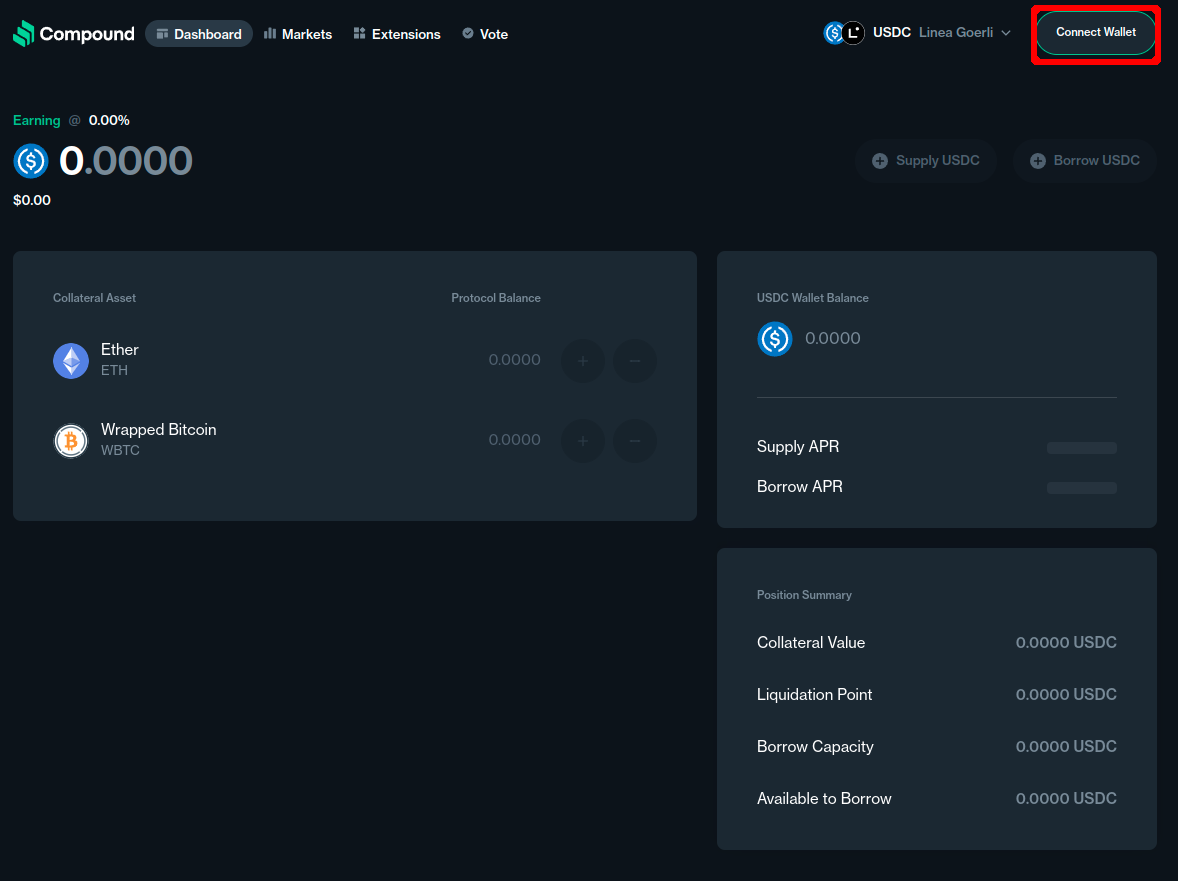 Compound Dashboard Markets Extensions Vote USDC Linea Goerli Connect Wallet
Earning @ 0.00%
0.0000
Supply USDC Borrow USDC
$0.00
Collateral Asset Protocol Balance
Ether 0.0000 + −
ETH
Wrapped Bitcoin 0.0000 + −
WBTC
USDC Wallet Balance
0.0000
Supply APR
Borrow APR
Position Summary
Collateral Value 0.0000 USDC
Liquidation Point 0.0000 USDC
Borrow Capacity 0.0000 USDC
Available to Borrow 0.0000 USDC